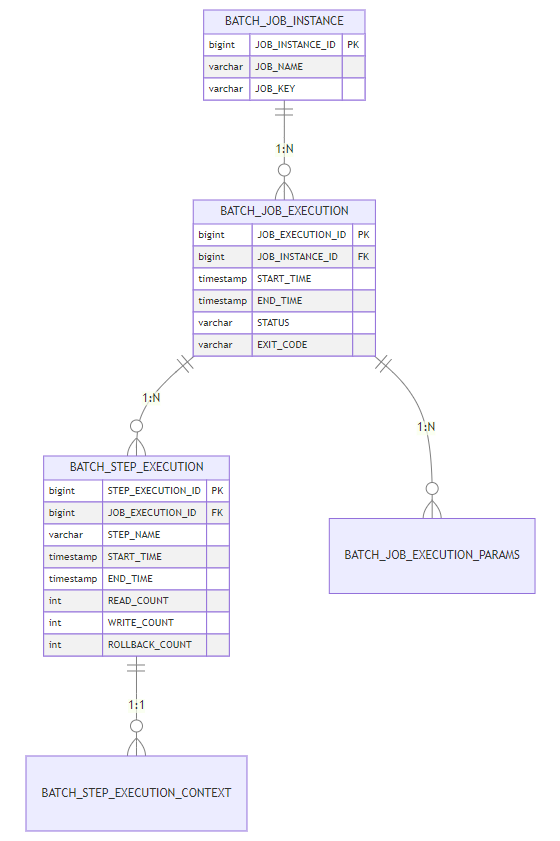 BATCH_JOB_INSTANCE
bigint JOB_INSTANCE_ID PK
varchar JOB_NAME
varchar JOB_KEY
1:N
BATCH_JOB_EXECUTION
bigint JOB_EXECUTION_ID PK
bigint JOB_INSTANCE_ID FK
timestamp START_TIME
timestamp END_TIME
varchar STATUS
varchar EXIT_CODE
1:N
1:N
BATCH_STEP_EXECUTION
bigint STEP_EXECUTION_ID PK
bigint JOB_EXECUTION_ID FK
varchar STEP_NAME
timestamp START_TIME
timestamp END_TIME
int READ_COUNT
int WRITE_COUNT
int ROLLBACK_COUNT
BATCH_JOB_EXECUTION_PARAMS
1:1
BATCH_STEP_EXECUTION_CONTEXT